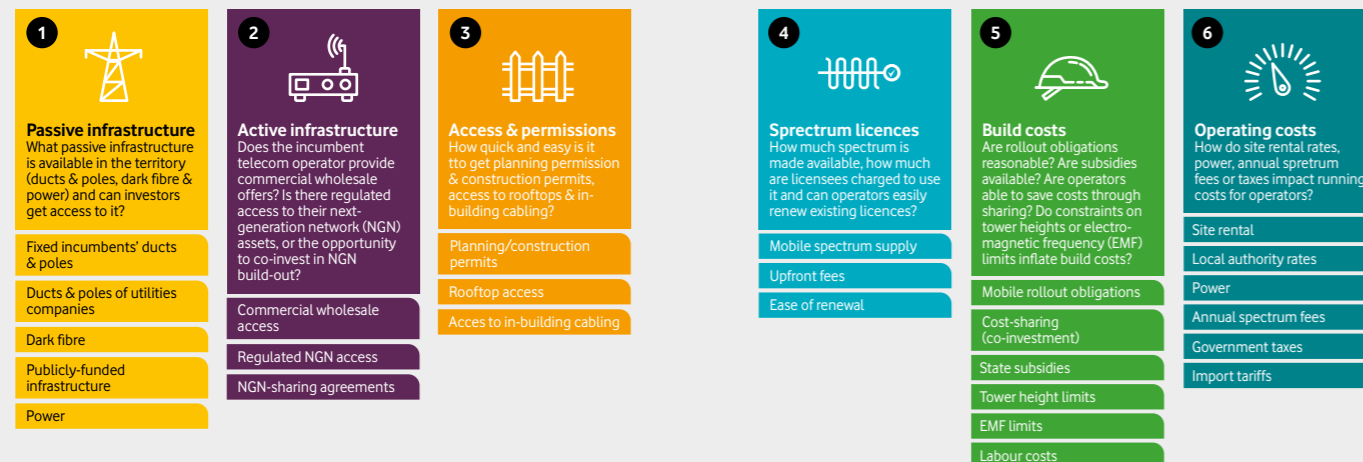 1
Passive infrastructure
What passive infrastructure
is available in the territory
(ducts & poles, dark fibre &
power) and can investors
get access to it?
Fixed incumbents' ducts
& poles
Ducts & poles of utilities
companies
Dark fibre
Publicly-funded
infrastructure
Power
2
Active infrastructure
Does the incumbent
telecom operator provide
commercial wholesale
offers? Is there regulated
access to their next-
generation network (NGN)
assets, or the opportunity
to co-invest in NGN
build-out?
Commercial wholesale
access
Regulated NGN access
NGN-sharing agreements
3
Access & permissions
How quick and easy is it
tto get planning permission
& construction permits,
access to rooftops & in-
building cabling?
Planning/construction
permits
Rooftop access
Acces to in-building cabling
4
Sprectrum licences
How much spectrum is
made available, how much
are licensees charged to use
it and can operators easily
renew existing licences?
Mobile spectrum supply
Upfront fees
Ease of renewal
5
Build costs
Are rollout obligations
reasonable? Are subsidies
available? Are operators
able to save costs through
sharing? Do constraints on
tower heights or electro-
magnetic frequency (EMF)
limits inflate build costs?
Mobile rollout obligations
Cost-sharing
(co-investment)
State subsidies
Tower height limits
EMF limits
Labour costs
6
Operating costs
How do site rental rates,
power, annual spretrum
fees or taxes impact running
costs for operators?
Site rental
Local authority rates
Power
Annual spectrum fees
Government taxes
Import tariffs